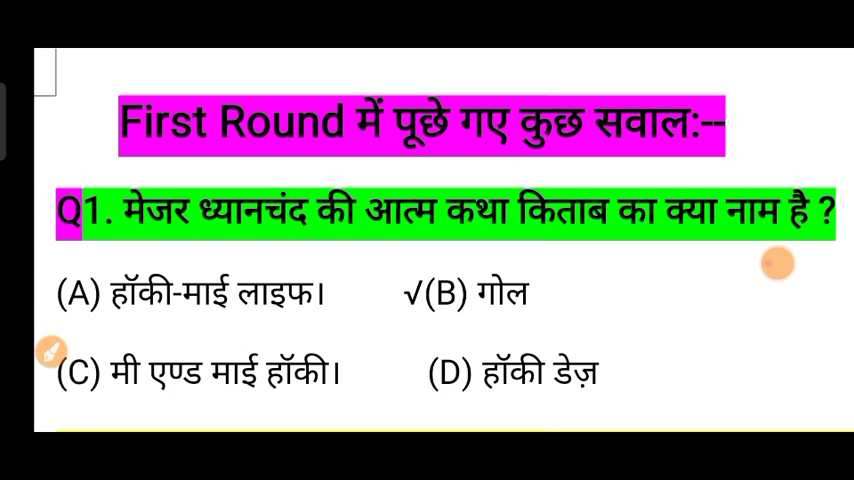 First Round में पूछे गए कुछ सवाल:--
Q1. मेजर ध्यानचंद की आत्म कथा किताब का क्या नाम है ?
(A) हॉकी-माई लाइफ। √(B) गोल
(C) मी एण्ड माई हॉकी। (D) हॉकी डेज़